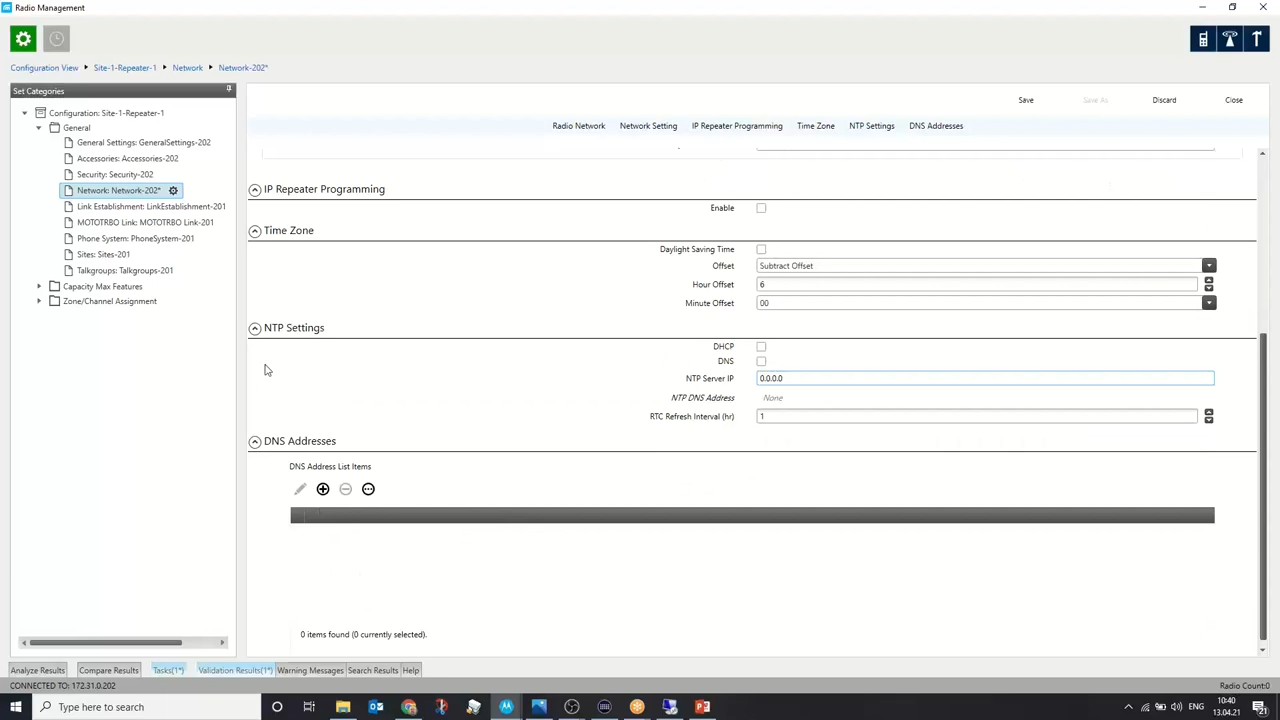 Radio Management
Configuration View Site-1-Repeater-1 Network Network-202*
Set Categories
Configuration: Site-1-Repeater-1
General
General Settings: GeneralSettings-202
Accessories: Accessories-202
Security: Security-202
Network: Network-202*
Link Establishment: LinkEstablishment-201
MOTOTRBO Link: MOTOTRBO Link-201
Phone System: PhoneSystem-201
Sites: Sites-201
Talkgroups: Talkgroups-201
Capacity Max Features
Zone/Channel Assignment
Save Save As Discard Close
Radio Network Network Setting IP Repeater Programming Time Zone NTP Settings DNS Addresses
IP Repeater Programming
Enable
Time Zone
Daylight Saving Time
Offset Subtract Offset
Hour Offset 6
Minute Offset 00
NTP Settings
DHCP
DNS
NTP Server IP 0.0.0.0
NTP DNS Address None
RTC Refresh Interval (hr) 1
DNS Addresses
DNS Address List Items
0 items found (0 currently selected).
Analyze Results Compare Results Tasks(1*) Validation Results(1*) Warning Messages Search Results Help
CONNECTED TO: 172.31.0.202 Radio Count:0
Type here to search
ENG
10:40
13.04.21